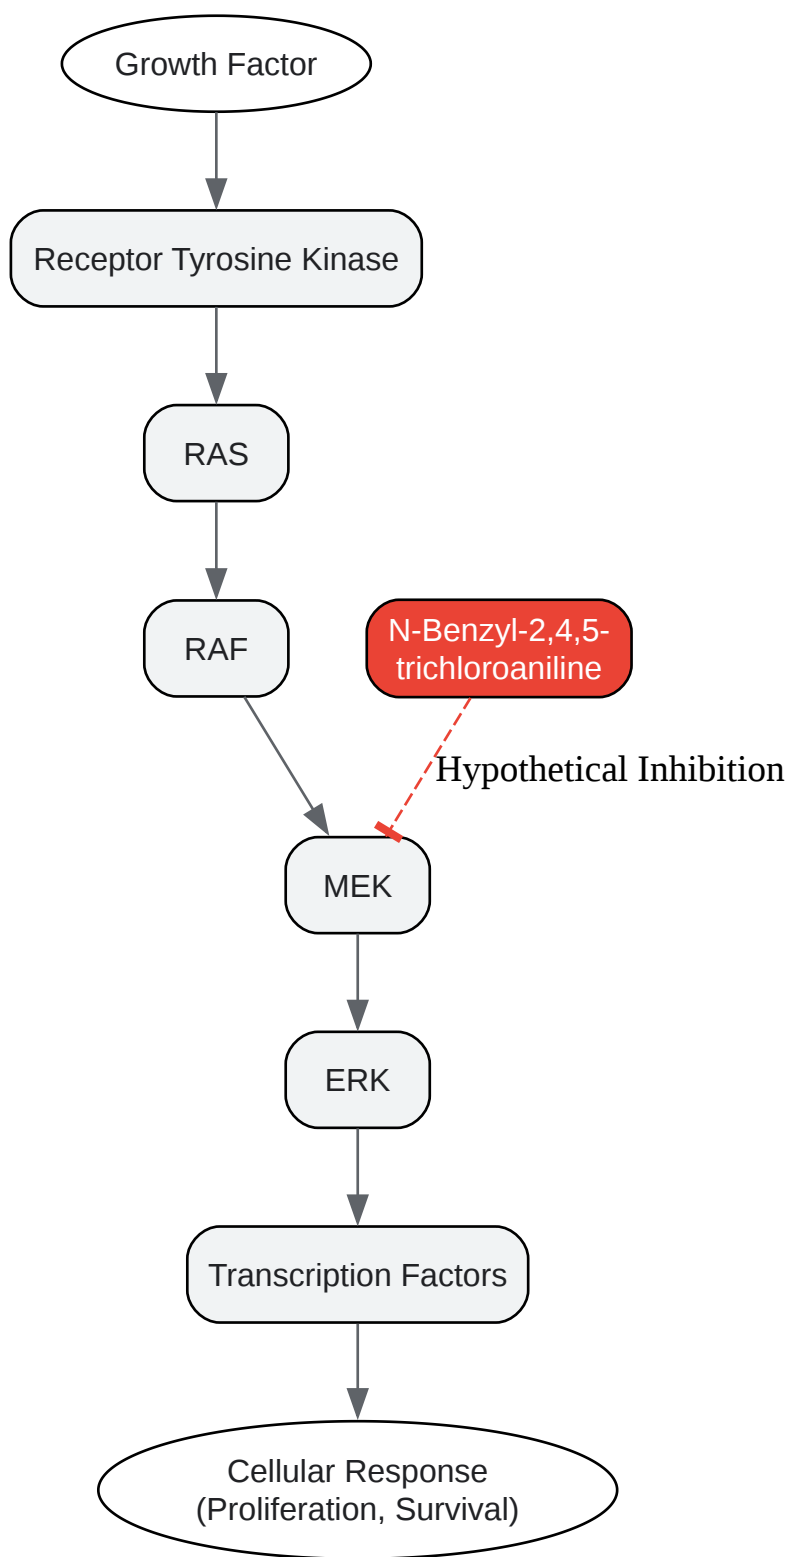 Growth Factor
Receptor Tyrosine Kinase
RAS
RAF
N-Benzyl-2,4,5-
trichloroaniline
Hypothetical Inhibition
MEK
ERK
Transcription Factors
Cellular Response
(Proliferation, Survival)